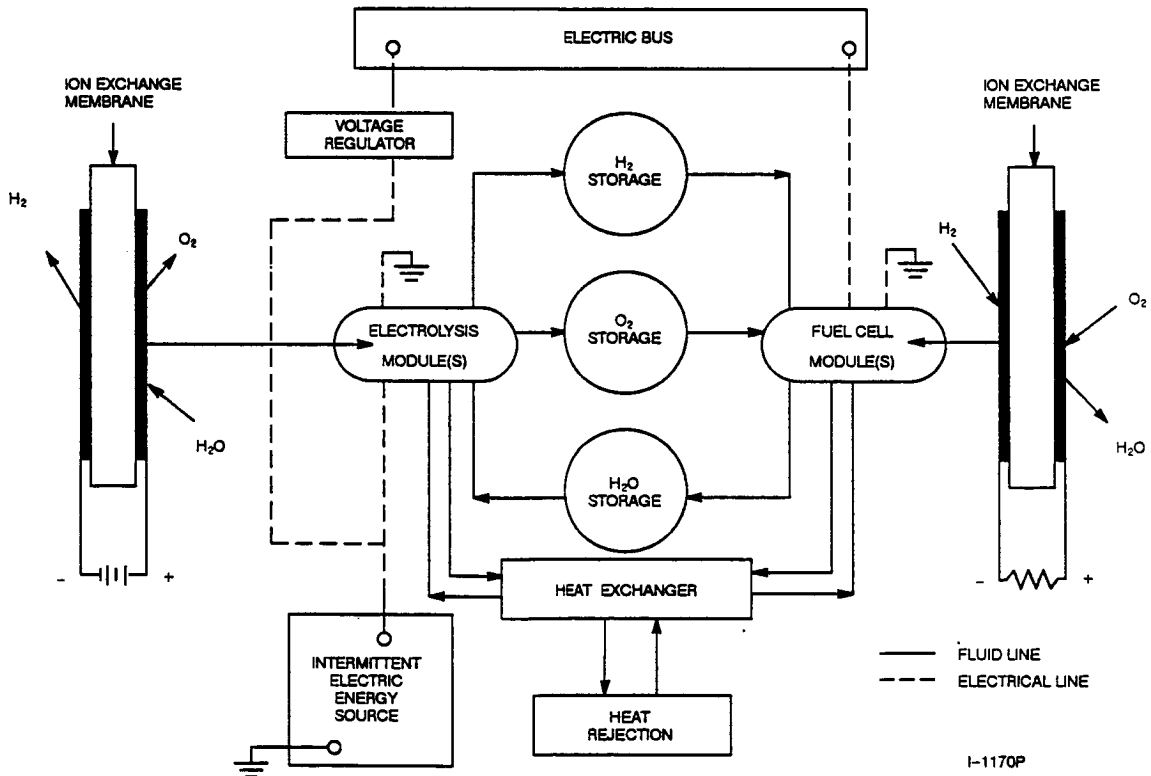 ELECTRIC BUS
ION EXCHANGE
MEMBRANE
ION EXCHANGE
MEMBRANE
VOLTAGE
REGULATOR
H₂
STORAGE
H₂
O₂
H₂
O₂
ELECTROLYSIS
MODULE(S)
O₂
STORAGE
FUEL CELL
MODULE(S)
H₂O
H₂O
H₂O
STORAGE
- +
- +
HEAT EXCHANGER
INTERMITTENT
ELECTRIC
ENERGY
SOURCE
HEAT
REJECTION
FLUID LINE
ELECTRICAL LINE
I-1170P